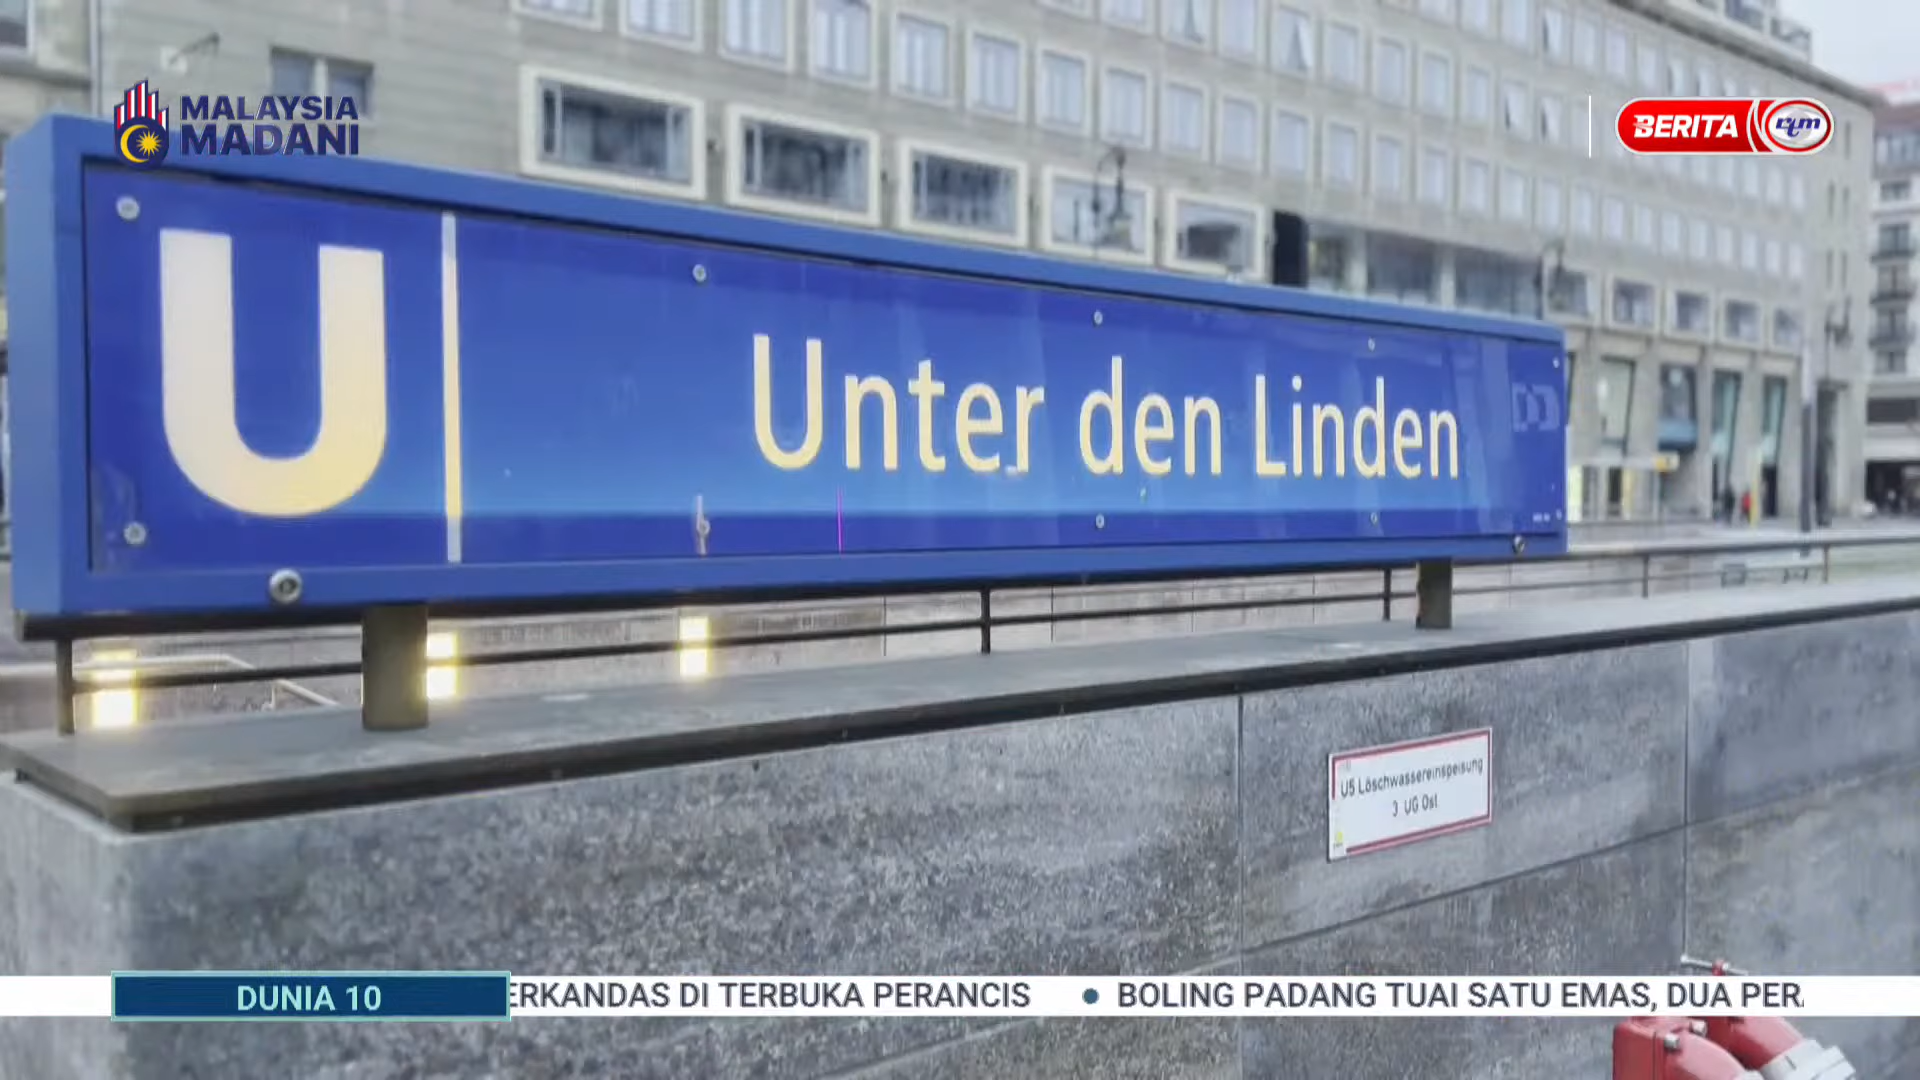 MALAYSIA
MADANI
BERITA rtm
U Unter den Linden
U5 Löschwassereinspeisung
3 UG Ost
DUNIA 10
ERKANDAS DI TERBUKA PERANCIS • BOLING PADANG TUAI SATU EMAS, DUA PER